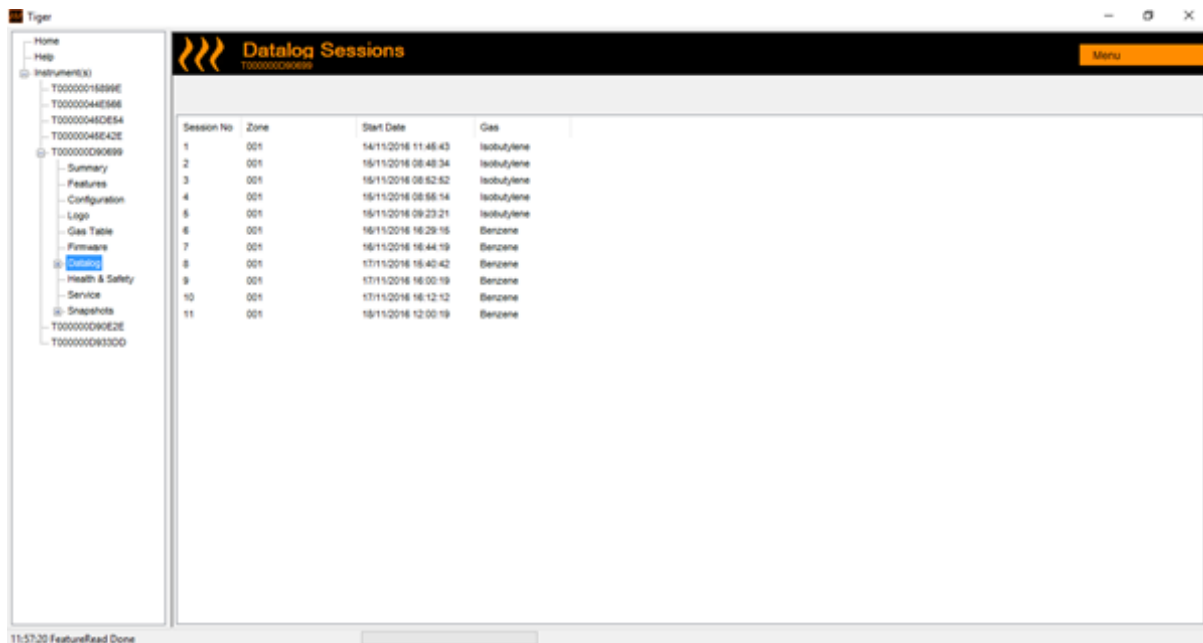 Tiger
Home
Help
Instrument(s)
T00000015899E
T00000044E566
T00000045DE54
T00000045E42E
T000000D90699
Summary
Features
Configuration
Logo
Gas Table
Firmware
Datalog
Health & Safety
Service
Snapshots
T000000D90E2E
T000000D933DD
Datalog Sessions
T000000D90699
Menu
Session No Zone Start Date Gas
1 001 14/11/2016 11:45:43 Isobutylene
2 001 15/11/2016 08:48:34 Isobutylene
3 001 15/11/2016 08:52:52 Isobutylene
4 001 15/11/2016 08:55:14 Isobutylene
5 001 15/11/2016 09:23:21 Isobutylene
6 001 16/11/2016 16:29:15 Benzene
7 001 16/11/2016 16:44:19 Benzene
8 001 17/11/2016 15:40:42 Benzene
9 001 17/11/2016 16:00:19 Benzene
10 001 17/11/2016 16:12:12 Benzene
11 001 18/11/2016 12:00:19 Benzene
11:57:20 FeatureRead Done